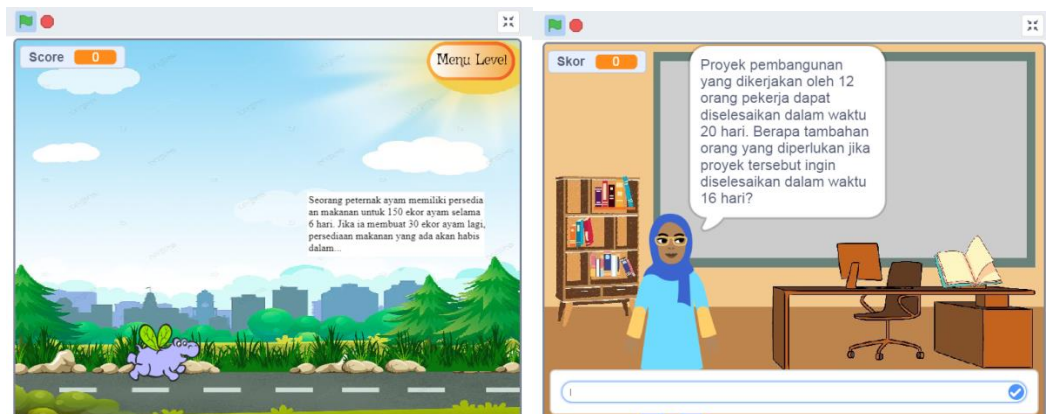 Score 0
Menu Level
Seorang peternak ayam memiliki persedia
an makanan untuk 150 ekor ayam selama
6 hari. Jika ia membuat 30 ekor ayam lagi,
persediaan makanan yang ada akan habis
dalam...
Skor 0
Proyek pembangunan
yang dikerjakan oleh 12
orang pekerja dapat
diselesaikan dalam waktu
20 hari. Berapa tambahan
orang yang diperlukan jika
proyek tersebut ingin
diselesaikan dalam waktu
16 hari?